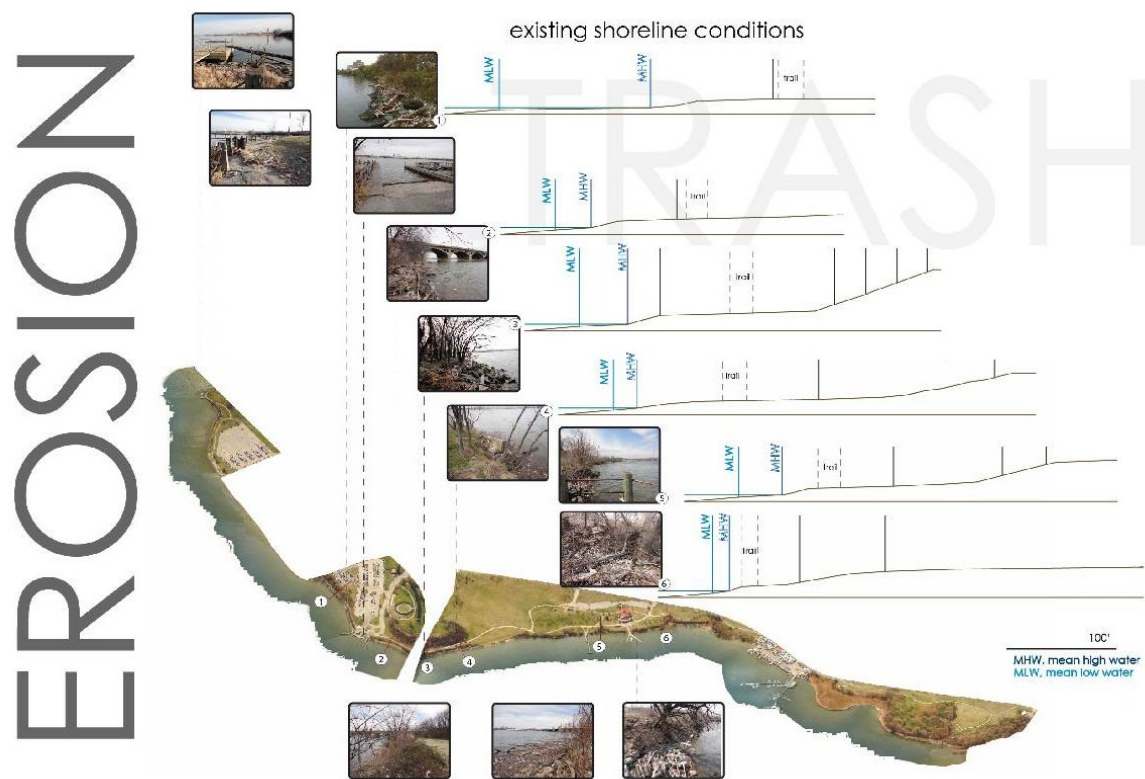 EROSION
TRASH
existing shoreline conditions
MLW
MHW
trail
1
MLW
MHW
trail
2
MLW
MHW
trail
3
MLW
MHW
trail
4
MLW
MHW
trail
5
MLW
MHW
trail
6
1
2
3
4
5
6
100'
MHW, mean high water
MLW, mean low water